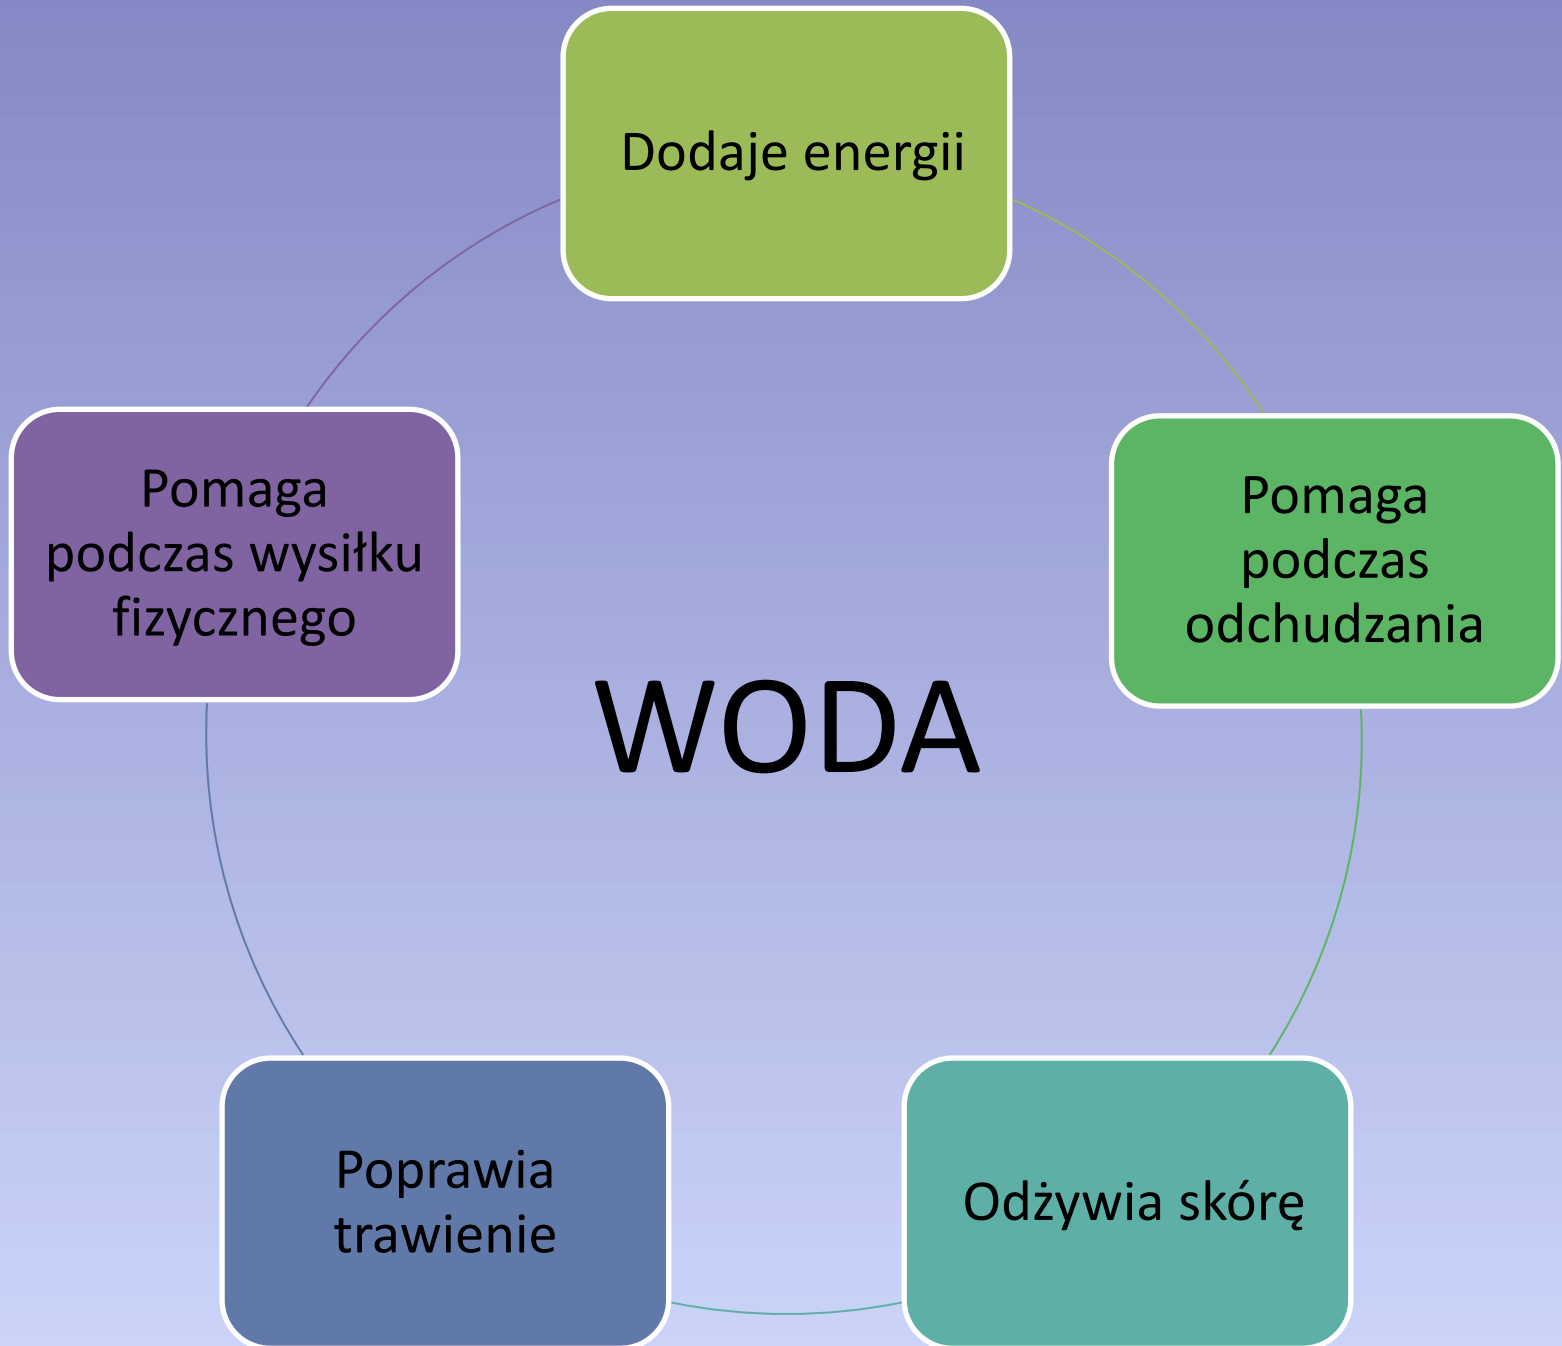 Dodaje energii
Pomaga
podczas
odchudzania
Odżywia skórę
Poprawia
trawienie
Pomaga
podczas wysiłku
fizycznego
WODA